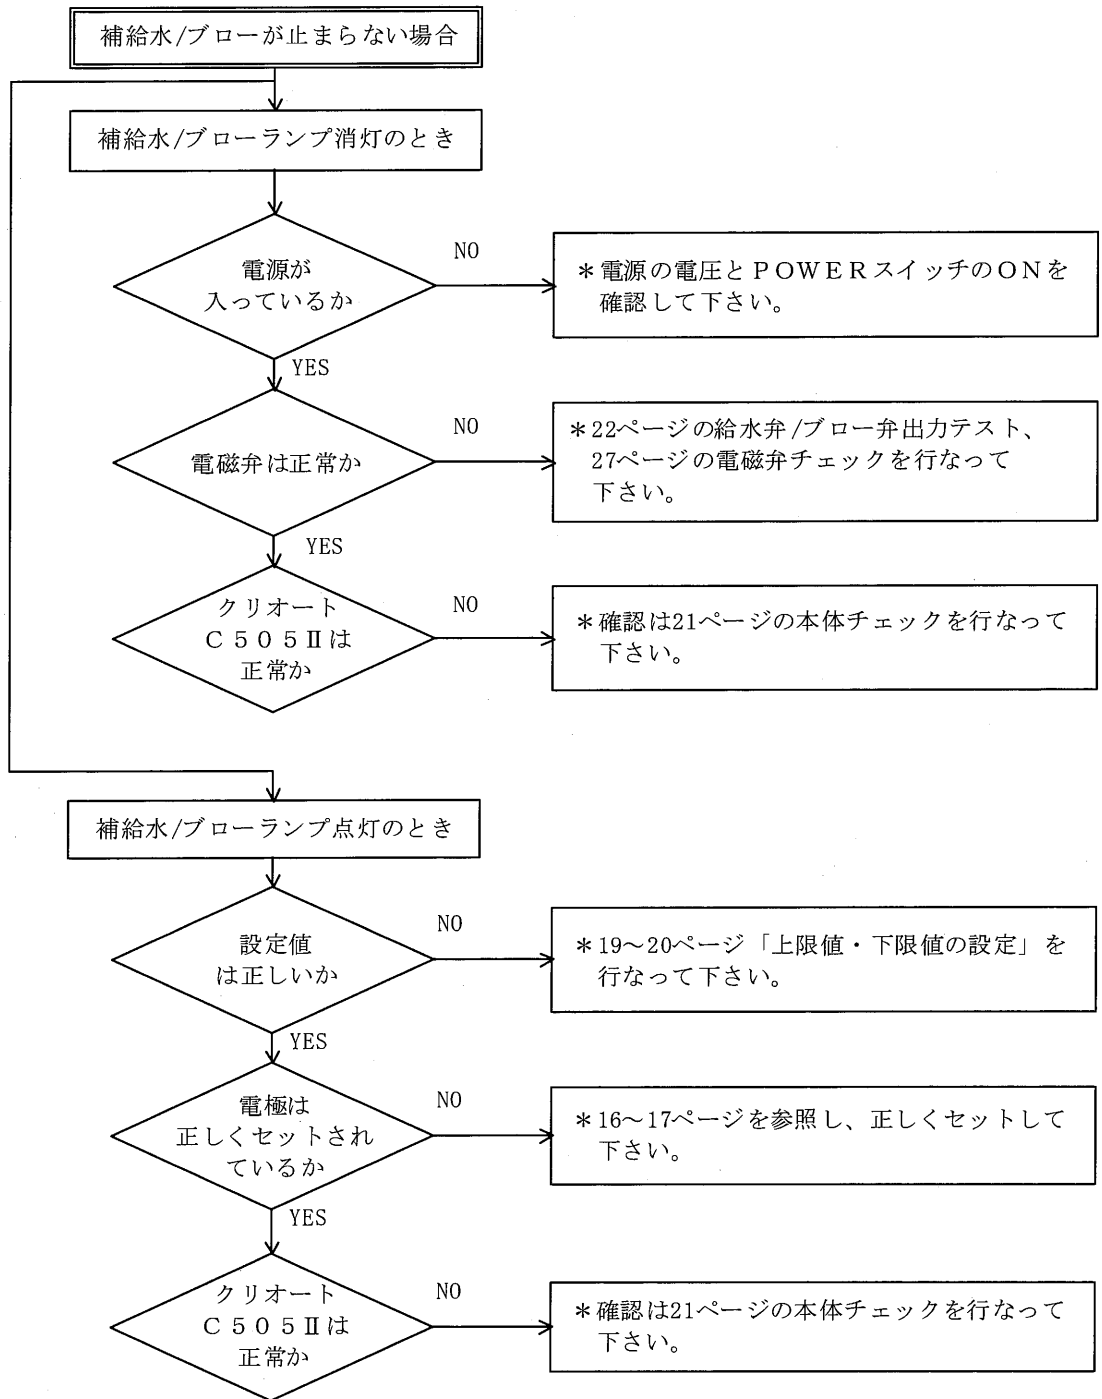 補給水/ブローが止まらない場合
補給水/ブローランプ消灯のとき
電源が
入っているか
NO
＊電源の電圧とＰＯＷＥＲスイッチのＯＮを
確認して下さい。
YES
電磁弁は正常か
NO
＊22ページの給水弁/ブロー弁出力テスト、
27ページの電磁弁チェックを行なって
下さい。
YES
クリオート
Ｃ５０５Ⅱは
正常か
NO
＊確認は21ページの本体チェックを行なって
下さい。
補給水/ブローランプ点灯のとき
設定値
は正しいか
NO
＊19～20ページ「上限値・下限値の設定」を
行なって下さい。
YES
電極は
正しくセットされ
ているか
NO
＊16～17ページを参照し、正しくセットして
下さい。
YES
クリオート
Ｃ５０５Ⅱは
正常か
NO
＊確認は21ページの本体チェックを行なって
下さい。